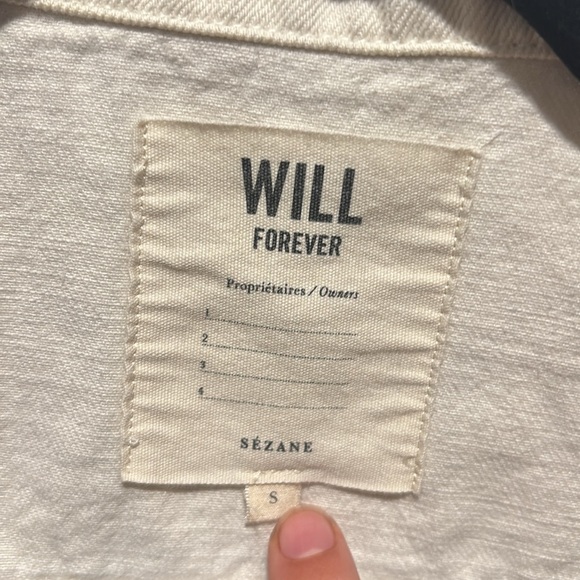 WILL
FOREVER
Propriétaires / Owners
1
2
3
4
SÉZANE
S